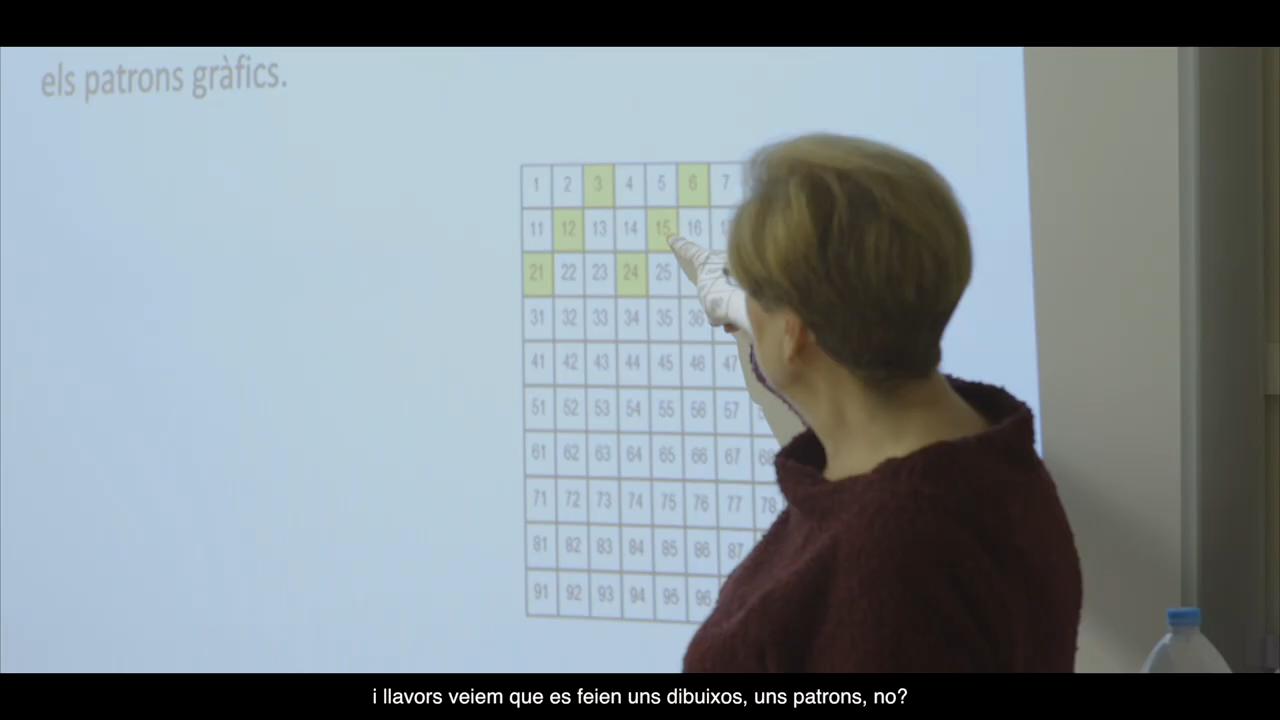 els patrons gràfics.
1 2 3 4 5 6 7
11 12 13 14 15 16
21 22 23 24 25
31 32 33 34 35 36
41 42 43 44 45 46 47
51 52 53 54 55 56 57
61 62 63 64 65 66 67 68
71 72 73 74 75 76 77 78
81 82 83 84 85 86 87
91 92 93 94 95 96
i llavors veiem que es feien uns dibuixos, uns patrons, no?